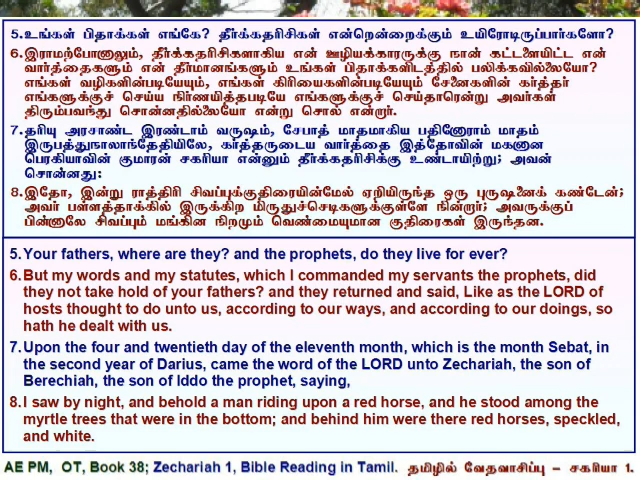 5.உங்கள் பிதாக்கள் எங்கே? தீர்க்கதரிசிகள் என்றென்றைக்கும் உயிரோடிருப்பார்களோ?
6.இராமற்போனாலும், தீர்க்கதரிசிகளாகிய என் ஊழியக்காரருக்கு நான் கட்டளையிட்ட என்
வார்த்தைகளும் என் தீர்மானங்களும் உங்கள் பிதாக்களிடத்தில் பலிக்கவில்லையோ?
எங்கள் வழிகளின்படியேயும், எங்கள் கிரியைகளின்படியேயும் சேனைகளின் கர்த்தர்
எங்களுக்குச் செய்ய நிர்ணயித்தபடியே எங்களுக்குச் செய்தாரென்று அவர்கள்
திரும்பவந்து சொன்னதில்லையோ என்று சொல் என்றார்.
7.தரியு அரசாண்ட இரண்டாம் வருஷம், சேபாத் மாதமாகிய பதினோராம் மாதம்
இருபத்துநாலாந்தேதியிலே, கர்த்தருடைய வார்த்தை இத்தோவின் மகனான
பெரகியாவின் குமாரன் சகரியா என்னும் தீர்க்கதரிசிக்கு உண்டாயிற்று; அவன்
சொன்னது:
8.இதோ, இன்று ராத்திரி சிவப்புக்குதிரையின்மேல் ஏறியிருந்த ஒரு புருஷனைக் கண்டேன்;
அவர் பள்ளத்தாக்கில் இருக்கிற மிருதுச்செடிகளுக்குள்ளே நின்றார்; அவருக்குப்
பின்னாலே சிவப்பும் மங்கின நிறமும் வெண்மையுமான குதிரைகள் இருந்தன.
5.Your fathers, where are they? and the prophets, do they live for ever?
6.But my words and my statutes, which I commanded my servants the prophets, did
they not take hold of your fathers? and they returned and said, Like as the LORD of
hosts thought to do unto us, according to our ways, and according to our doings, so
hath he dealt with us.
7.Upon the four and twentieth day of the eleventh month, which is the month Sebat, in
the second year of Darius, came the word of the LORD unto Zechariah, the son of
Berechiah, the son of Iddo the prophet, saying,
8.I saw by night, and behold a man riding upon a red horse, and he stood among the
myrtle trees that were in the bottom; and behind him were there red horses, speckled,
and white.
AE PM, OT, Book 38; Zechariah 1, Bible Reading in Tamil. தமிழில் வேதவாசிப்பு – சகரியா 1.